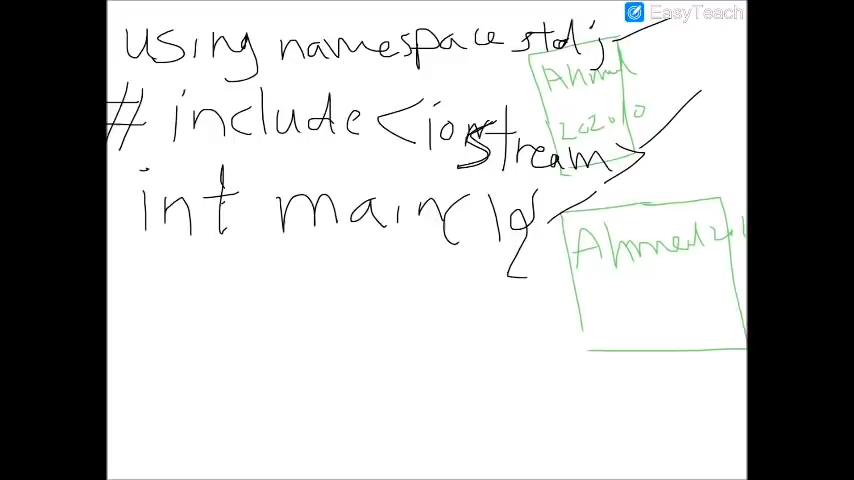 EasyTeach
using namespace std;
Ahmed
# include <iostream>
int main() {
Ahmed